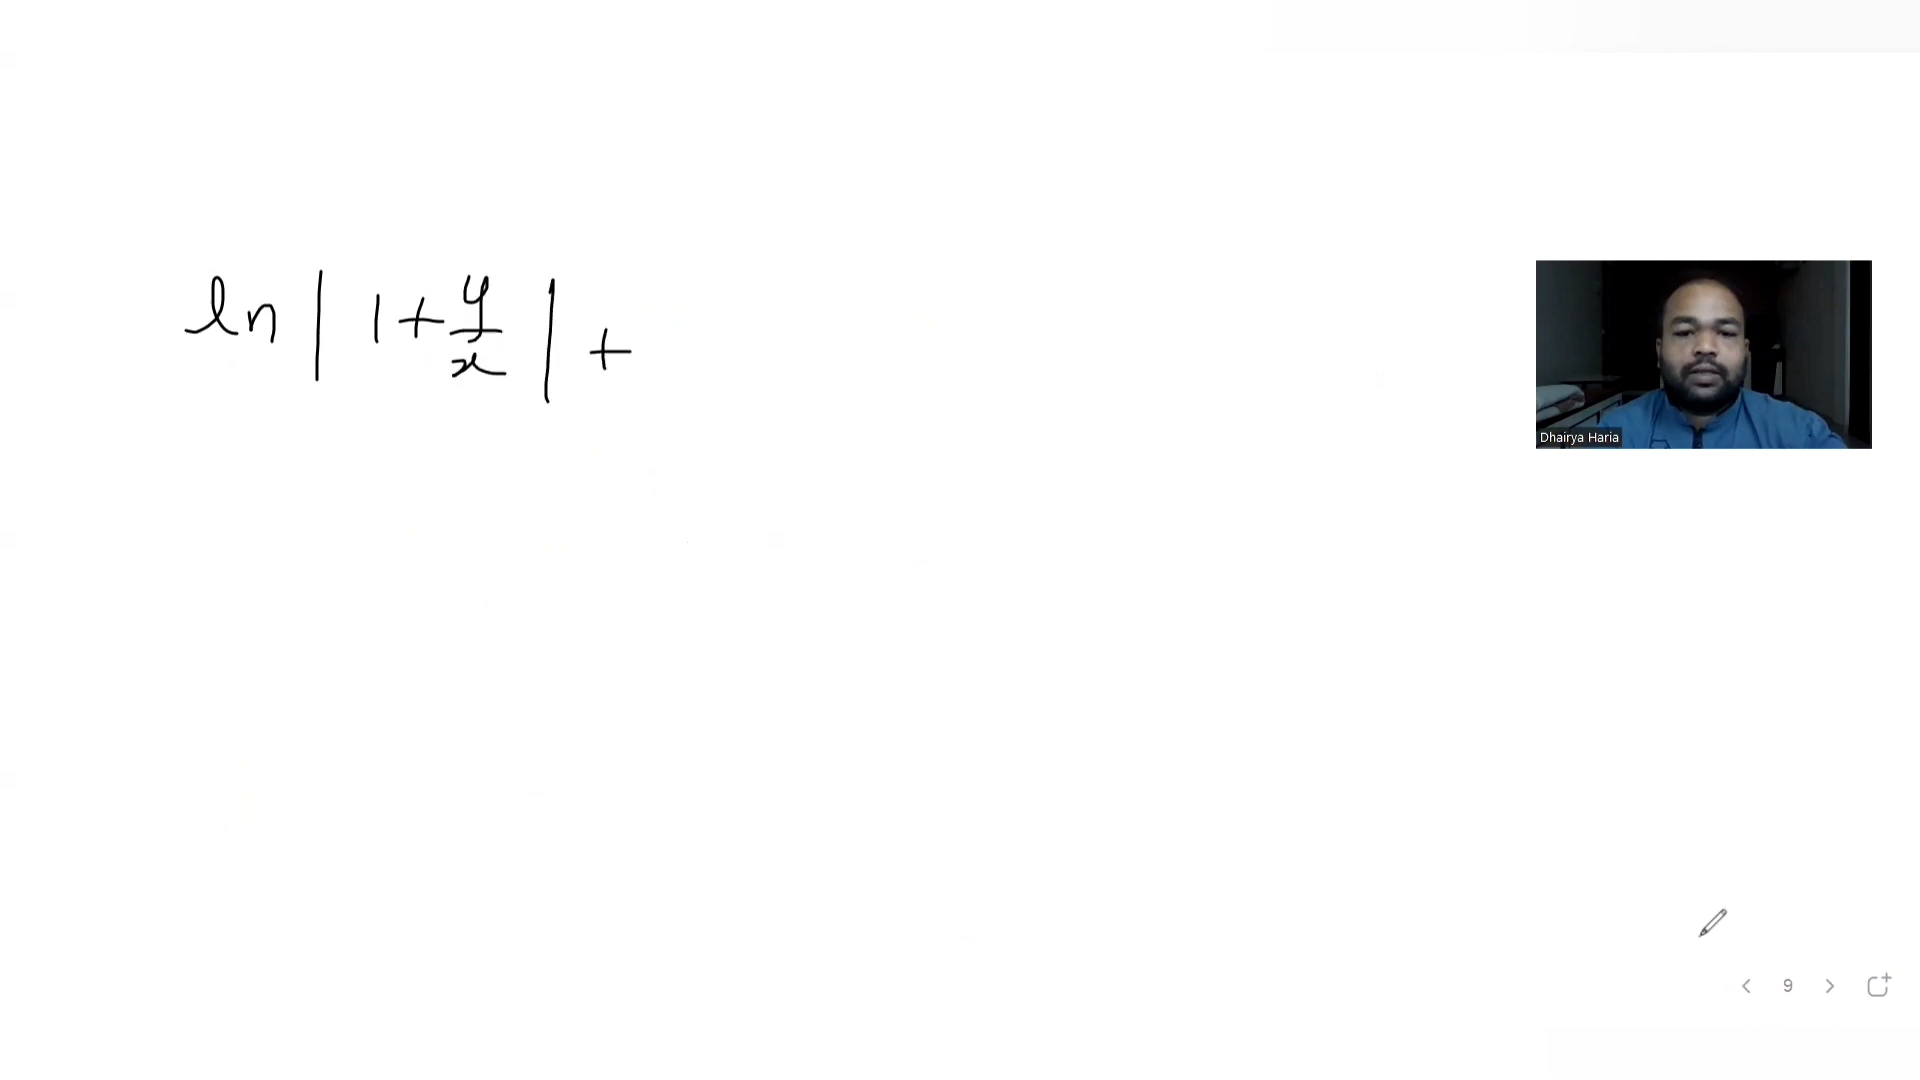 ln | 1 + y/x | +
Dhairya Haria
9